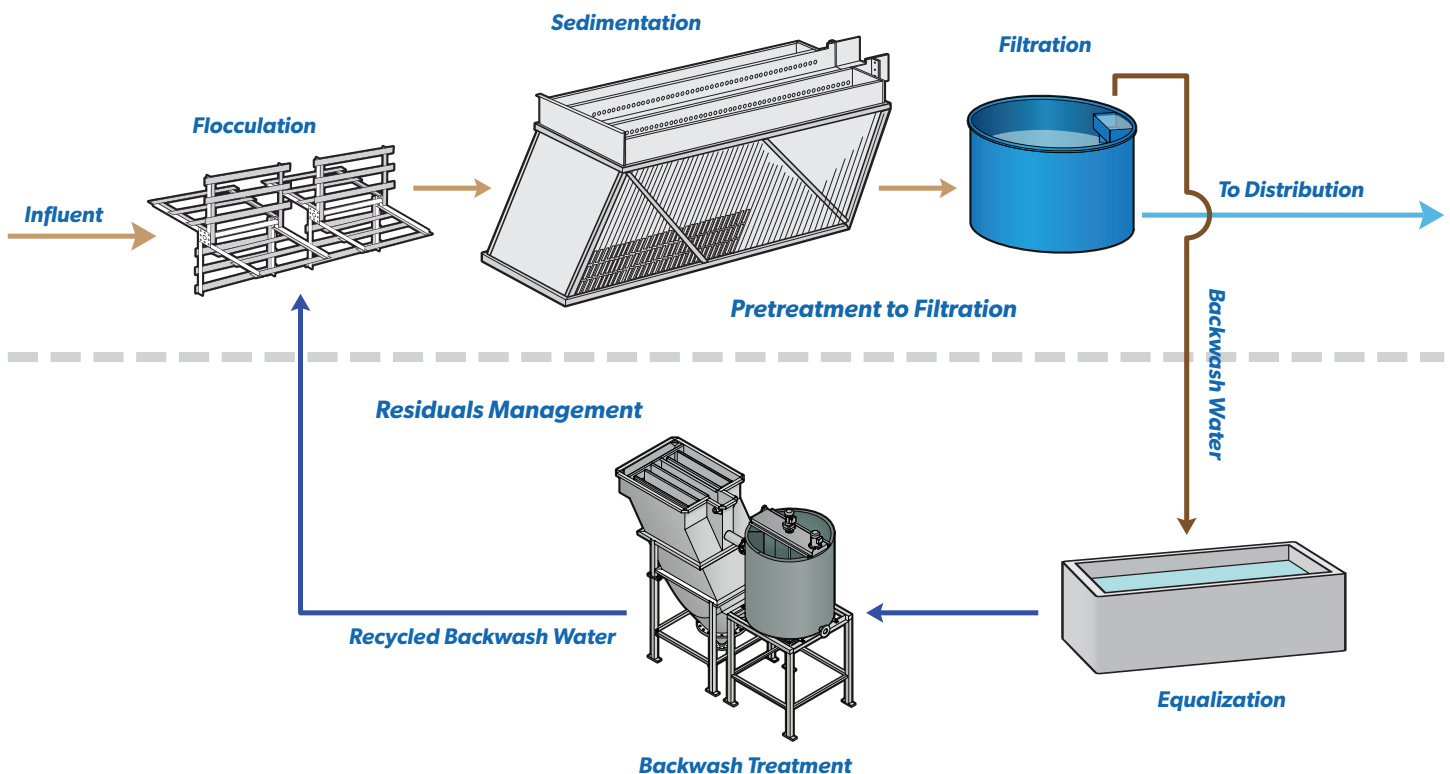 Sedimentation
Filtration
Flocculation
Influent
To Distribution
Pretreatment to Filtration
Backwash Water
Residuals Management
Recycled Backwash Water
Equalization
Backwash Treatment